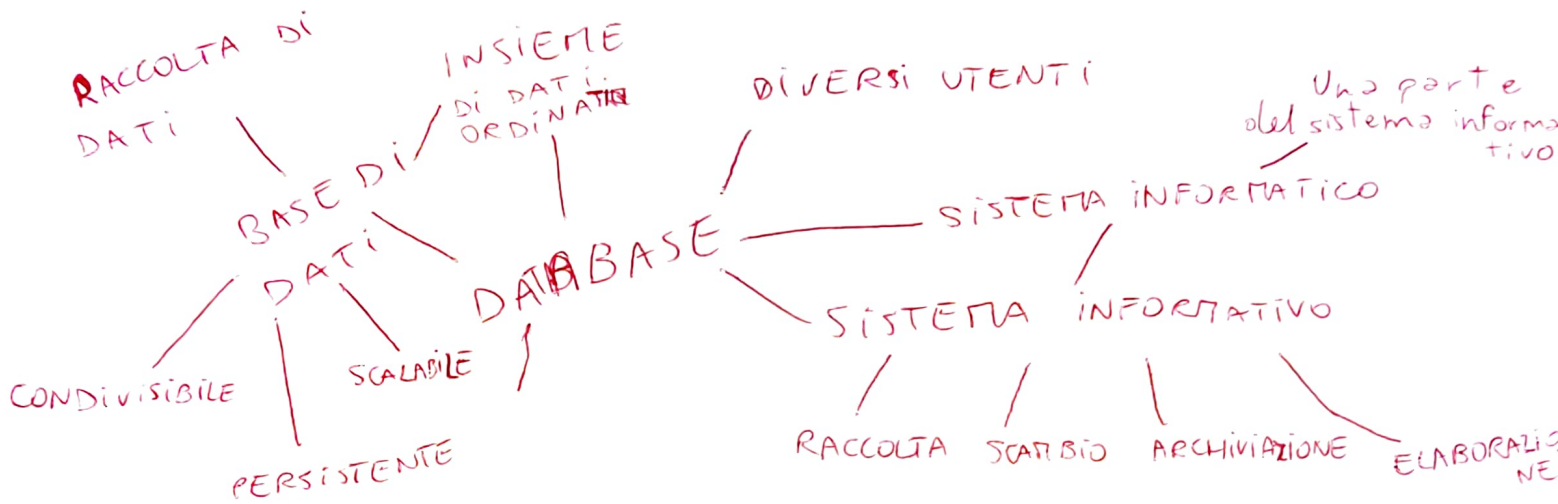 RACCOLTA DI
DATI
INSIEME
DI DATI
ORDINATI
DIVERSI UTENTI
Una parte
del sistema informa
tivo
BASE DI
DATI
DATABASE
SISTEMA INFORMATICO
SISTEMA INFORMATIVO
CONDIVISIBILE
SCALABILE
PERSISTENTE
RACCOLTA
SCAMBIO
ARCHIVIAZIONE
ELABORAZIO
NE